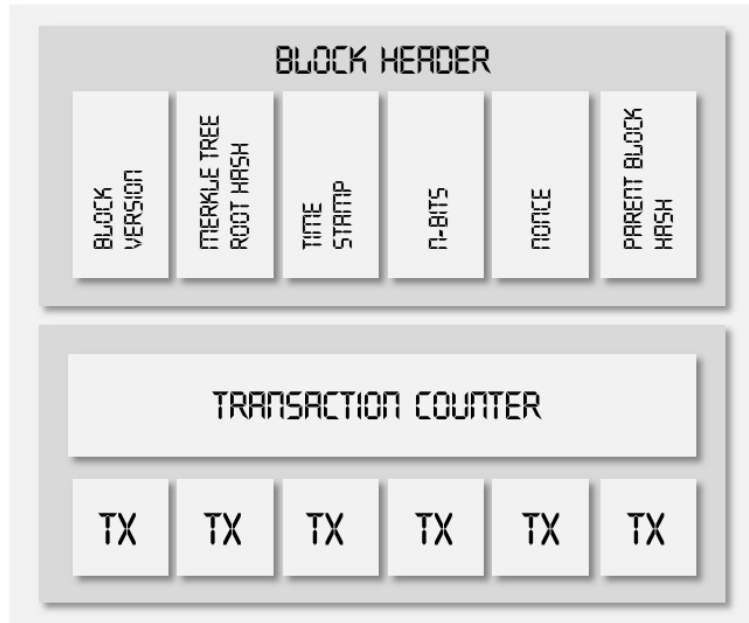 BLOCK HEADER
BLOCK
VERSION
MERKLE TREE
ROOT HASH
TIME
STAMP
N-BITS
NONCE
PARENT BLOCK
HASH
TRANSACTION COUNTER
TX TX TX TX TX TX